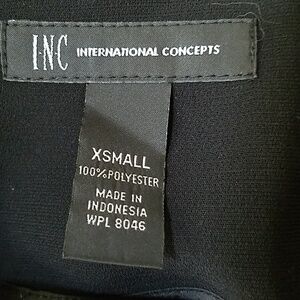 INC INTERNATIONAL CONCEPTS
XSMALL
100%POLYESTER
MADE IN
INDONESIA
WPL 8046